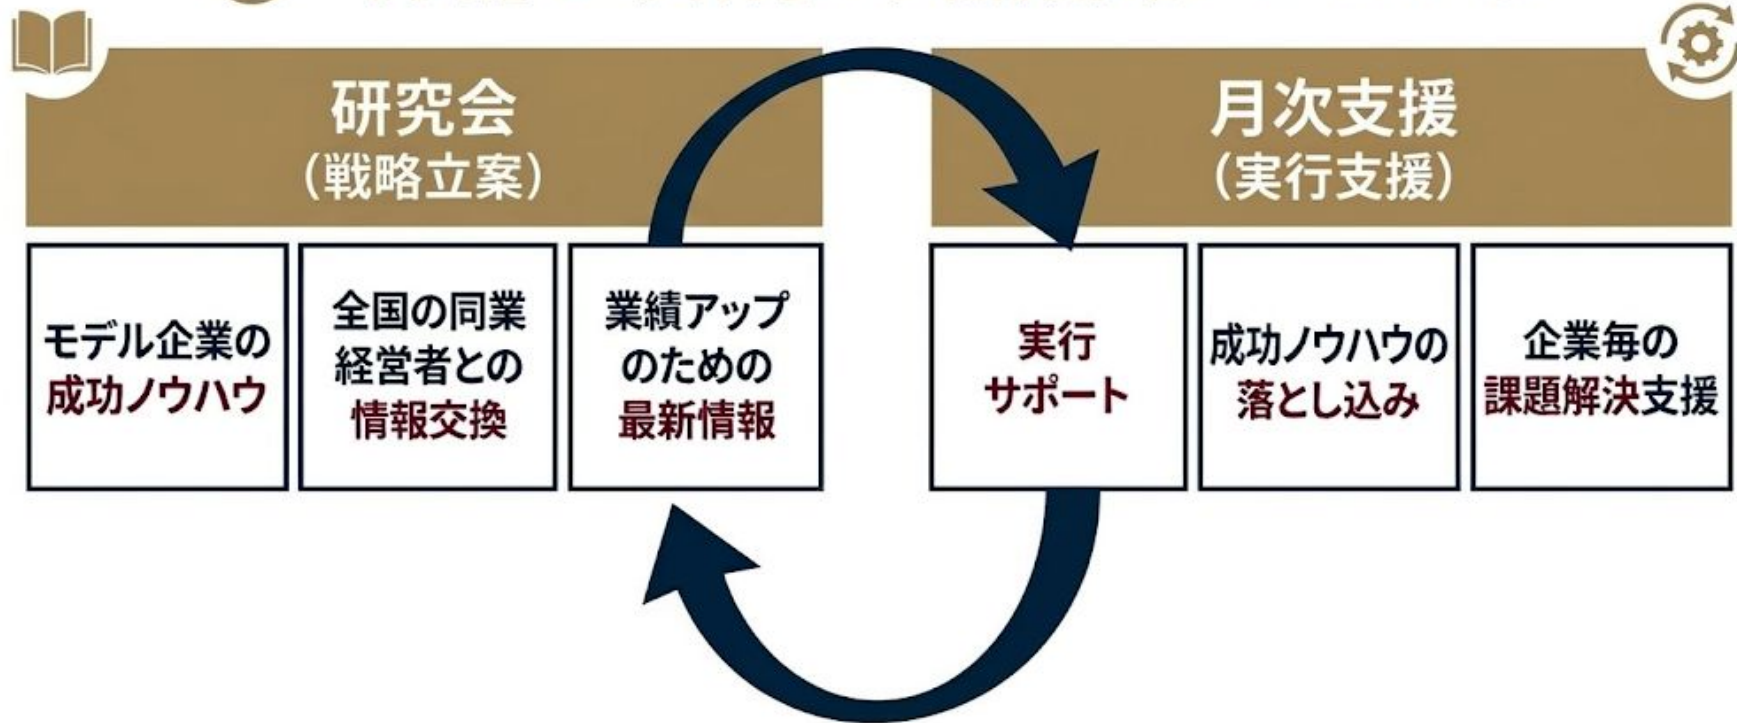 研究会
（戦略立案）
モデル企業の
成功ノウハウ
全国の同業
経営者との
情報交換
業績アップ
のための
最新情報
月次支援
（実行支援）
実行
サポート
成功ノウハウの
落とし込み
企業毎の
課題解決支援